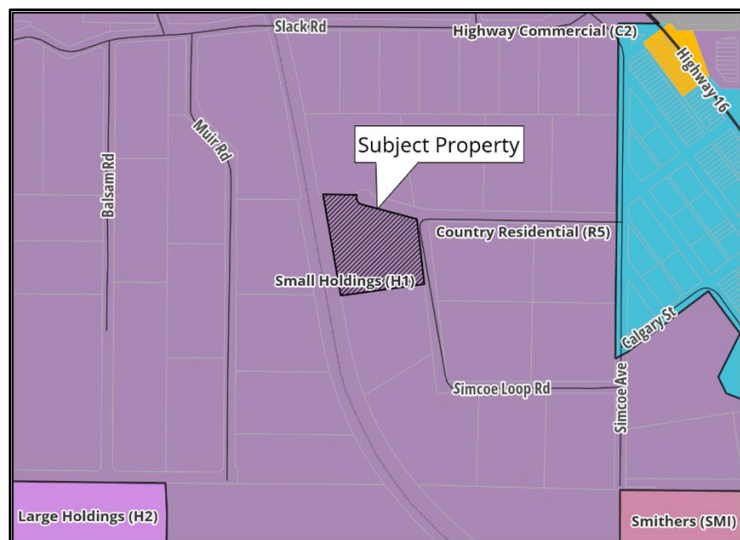 Slack Rd
Highway Commercial (C2)
Highway 16
Muir Rd
Subject Property
Balsam Rd
Country Residential (R5)
Small Holdings (H1)
Calgary St
Simcoe Loop Rd
Simcoe Ave
Large Holdings (H2)
Smithers (SMI)